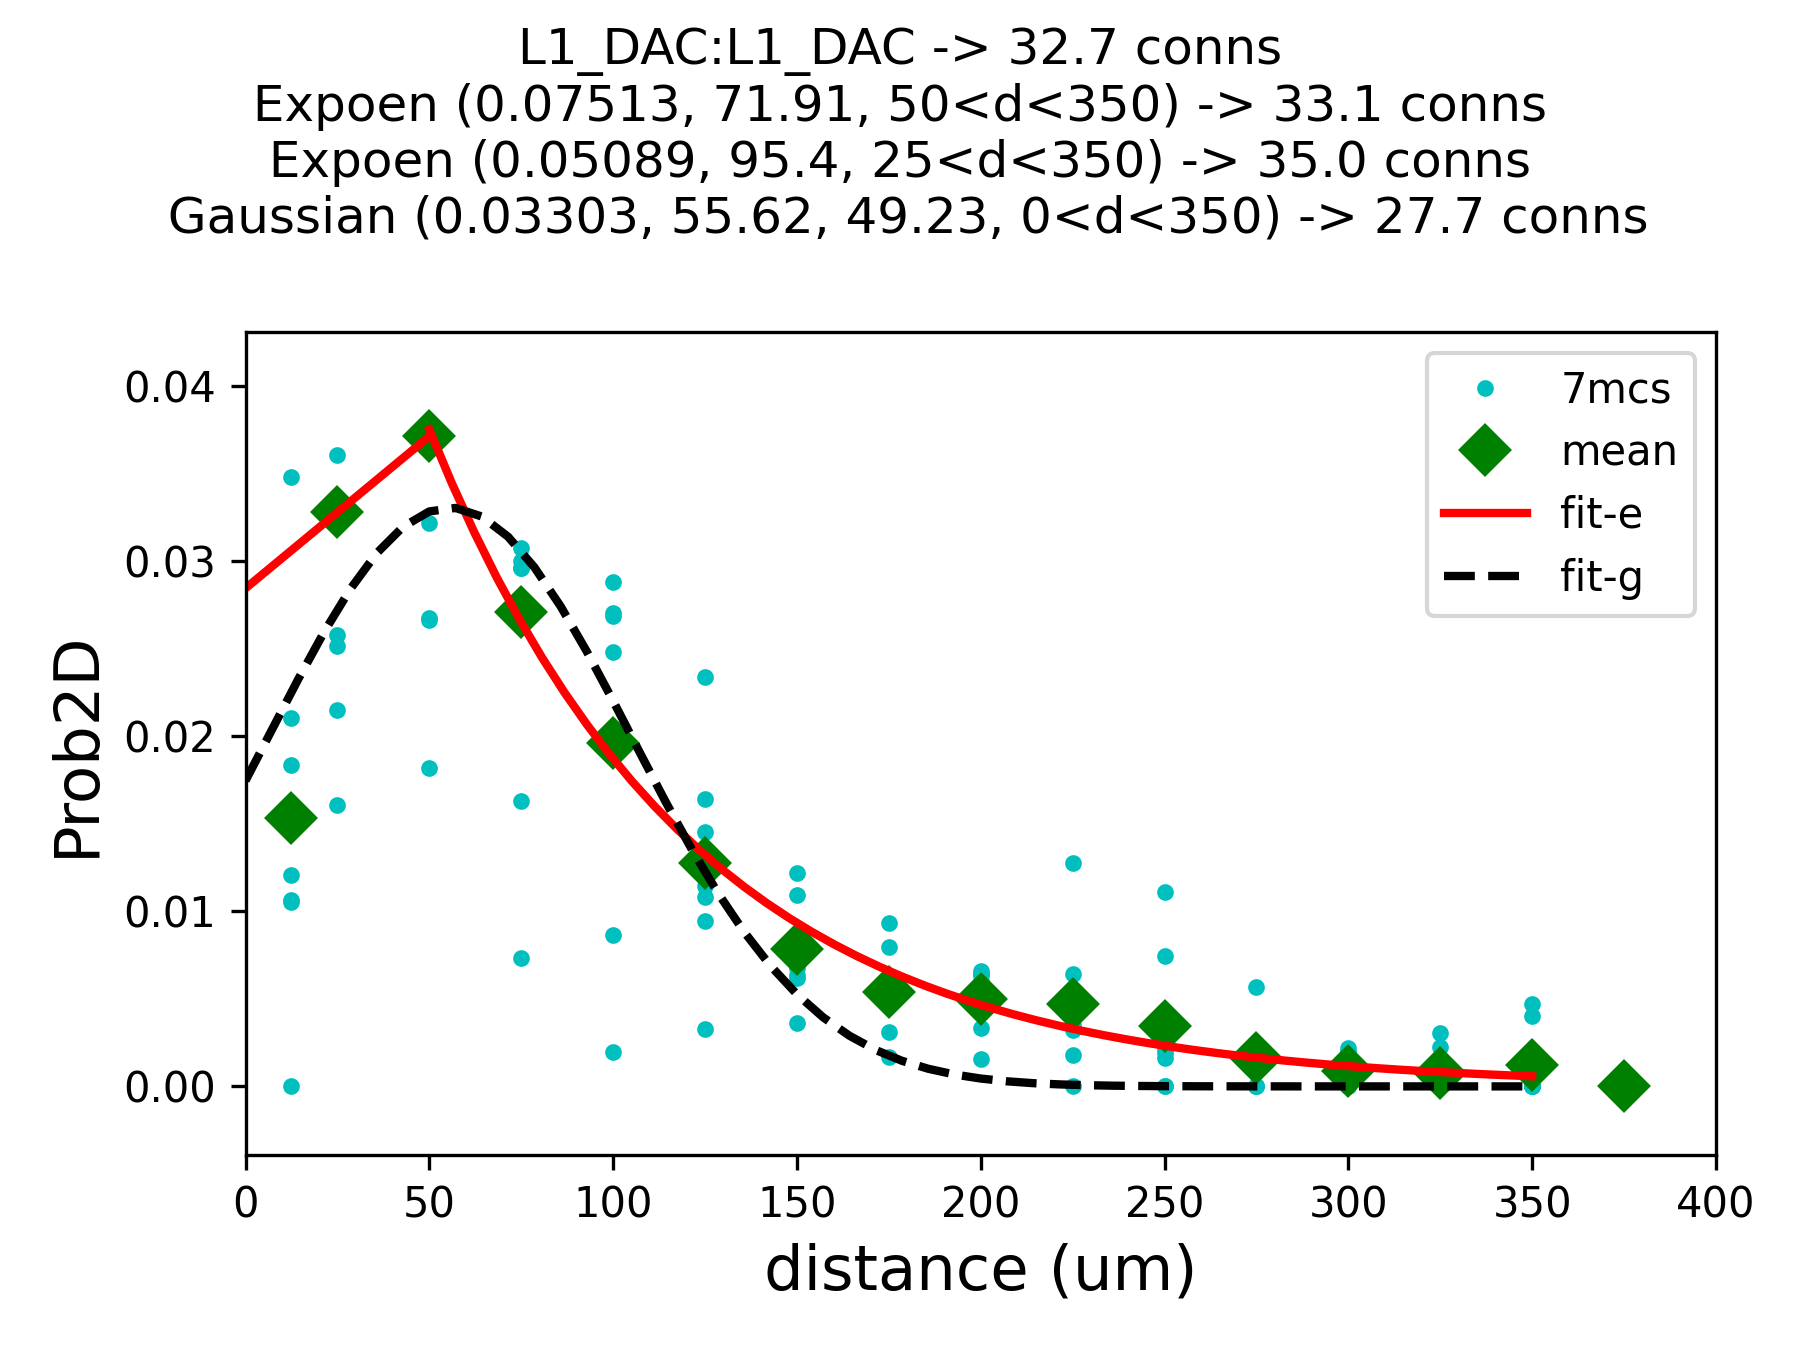 L1_DAC:L1_DAC -> 32.7 conns
Expoen (0.07513, 71.91, 50<d<350) -> 33.1 conns
Expoen (0.05089, 95.4, 25<d<350) -> 35.0 conns
Gaussian (0.03303, 55.62, 49.23, 0<d<350) -> 27.7 conns
7mcs
mean
fit-e
fit-g
Prob2D
0.04
0.03
0.02
0.01
0.00
0 50 100 150 200 250 300 350 400
distance (um)